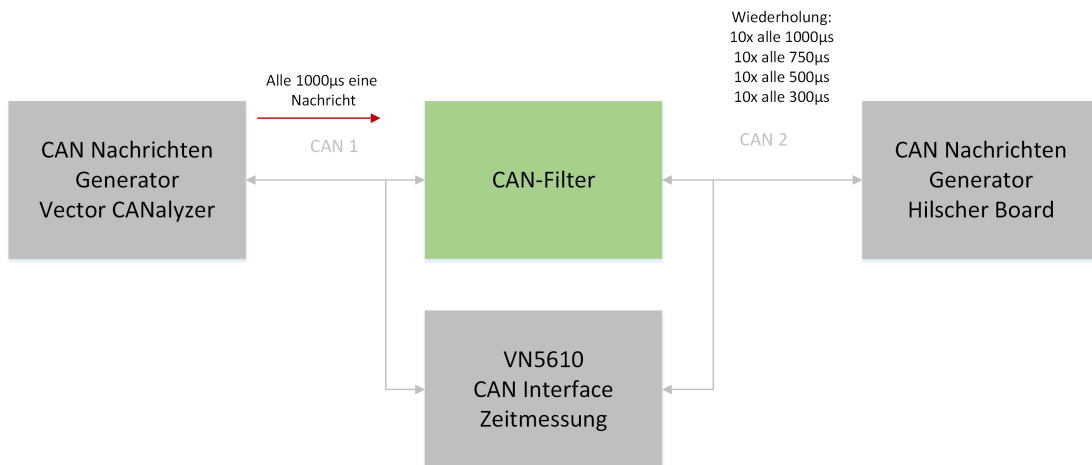 Wiederholung:
10x alle 1000µs
10x alle 750µs
10x alle 500µs
10x alle 300µs
Alle 1000µs eine
Nachricht
CAN 1
CAN 2
CAN Nachrichten
Generator
Vector CANalyzer
CAN-Filter
CAN Nachrichten
Generator
Hilscher Board
VN5610
CAN Interface
Zeitmessung